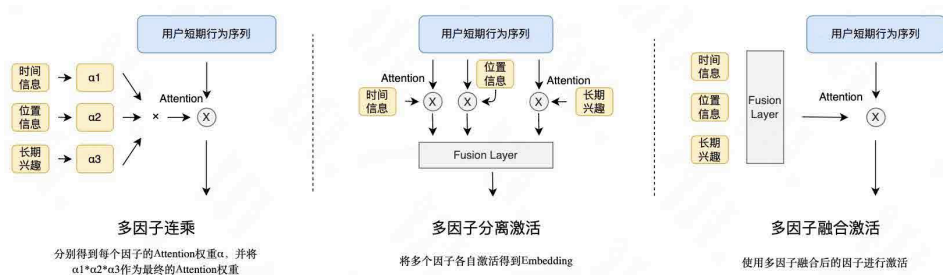 用户短期行为序列
时间
信息
α1
位置
信息
α2
长期
兴趣
α3
Attention
×
X
多因子连乘
分别得到每个因子的Attention权重α，并将
α1*α2*α3作为最终的Attention权重
用户短期行为序列
Attention
位置
信息
Attention
时间
信息
X
X
X
长期
兴趣
Fusion Layer
多因子分离激活
将多个因子各自激活得到Embedding
用户短期行为序列
时间
信息
位置
信息
长期
兴趣
Fusion
Layer
Attention
X
多因子融合激活
使用多因子融合后的因子进行激活